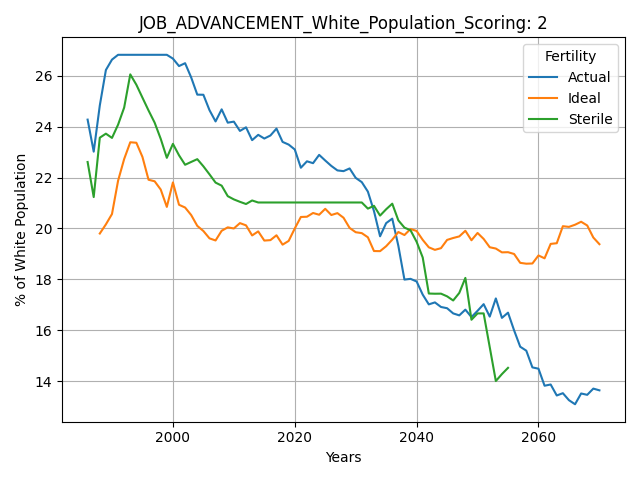 JOB_ADVANCEMENT_White_Population_Scoring: 2
Fertility
Actual
Ideal
Sterile
% of White Population
26
24
22
20
18
16
14
2000 2020 2040 2060
Years